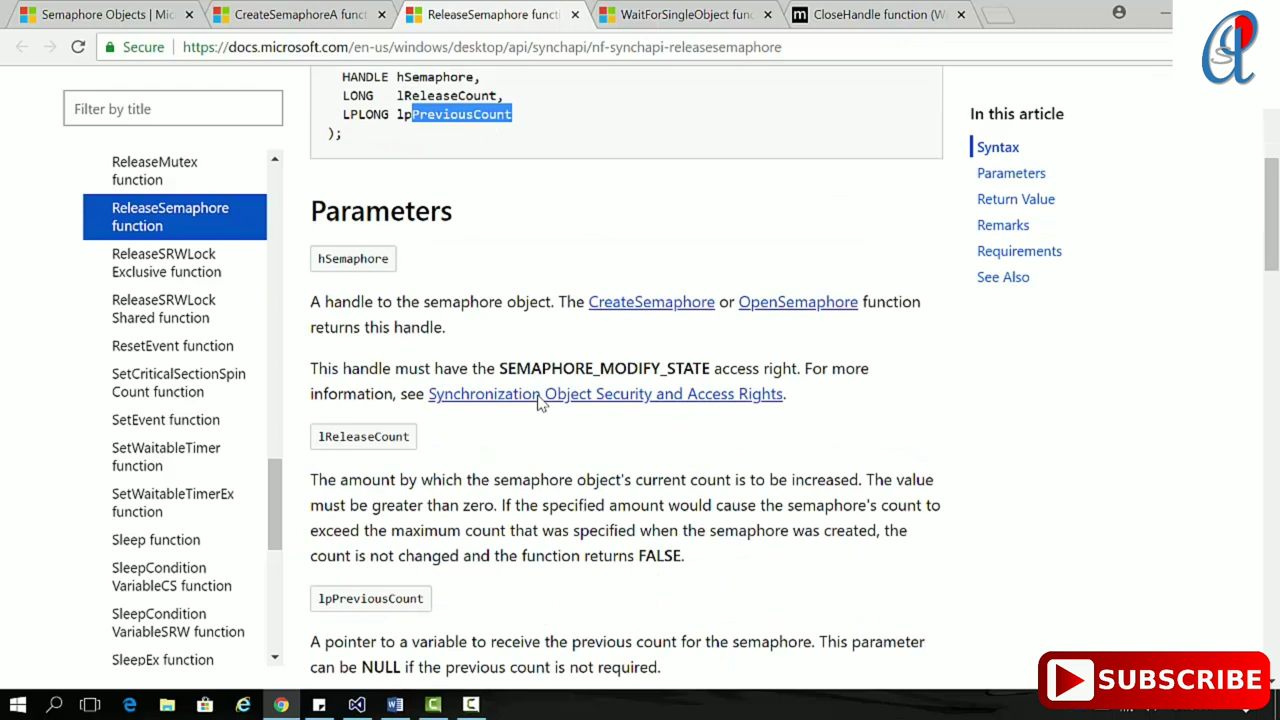 Semaphore Objects | Mic
CreateSemaphoreA funct
ReleaseSemaphore functi
WaitForSingleObject func
CloseHandle function (W
Secure
https://docs.microsoft.com/en-us/windows/desktop/api/synchapi/nf-synchapi-releasesemaphore
Filter by title
ReleaseMutex
function
ReleaseSemaphore
function
ReleaseSRWLock
Exclusive function
ReleaseSRWLock
Shared function
ResetEvent function
SetCriticalSectionSpin
Count function
SetEvent function
SetWaitableTimer
function
SetWaitableTimerEx
function
Sleep function
SleepCondition
VariableCS function
SleepCondition
VariableSRW function
SleepEx function
HANDLE hSemaphore,
LONG lReleaseCount,
LPLONG lpPreviousCount
);
Parameters
hSemaphore
A handle to the semaphore object. The CreateSemaphore or OpenSemaphore function
returns this handle.
This handle must have the SEMAPHORE_MODIFY_STATE access right. For more
information, see Synchronization Object Security and Access Rights.
lReleaseCount
The amount by which the semaphore object's current count is to be increased. The value
must be greater than zero. If the specified amount would cause the semaphore's count to
exceed the maximum count that was specified when the semaphore was created, the
count is not changed and the function returns FALSE.
lpPreviousCount
A pointer to a variable to receive the previous count for the semaphore. This parameter
can be NULL if the previous count is not required.
In this article
Syntax
Parameters
Return Value
Remarks
Requirements
See Also
SUBSCRIBE